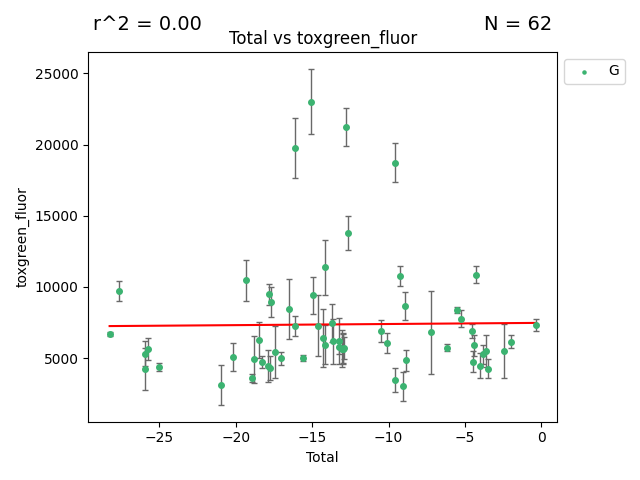 r^2 = 0.00
N = 62
Total vs toxgreen_fluor
G
25000
20000
15000
10000
5000
toxgreen_fluor
−25
−20
−15
−10
−5
0
Total